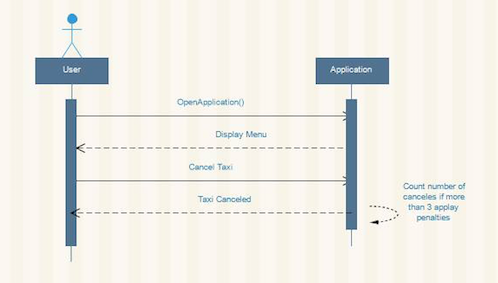 User
Application
OpenApplication()
Display Menu
Cancel Taxi
Taxi Canceled
Count number of
canceles if more
than 3 applay
penalties